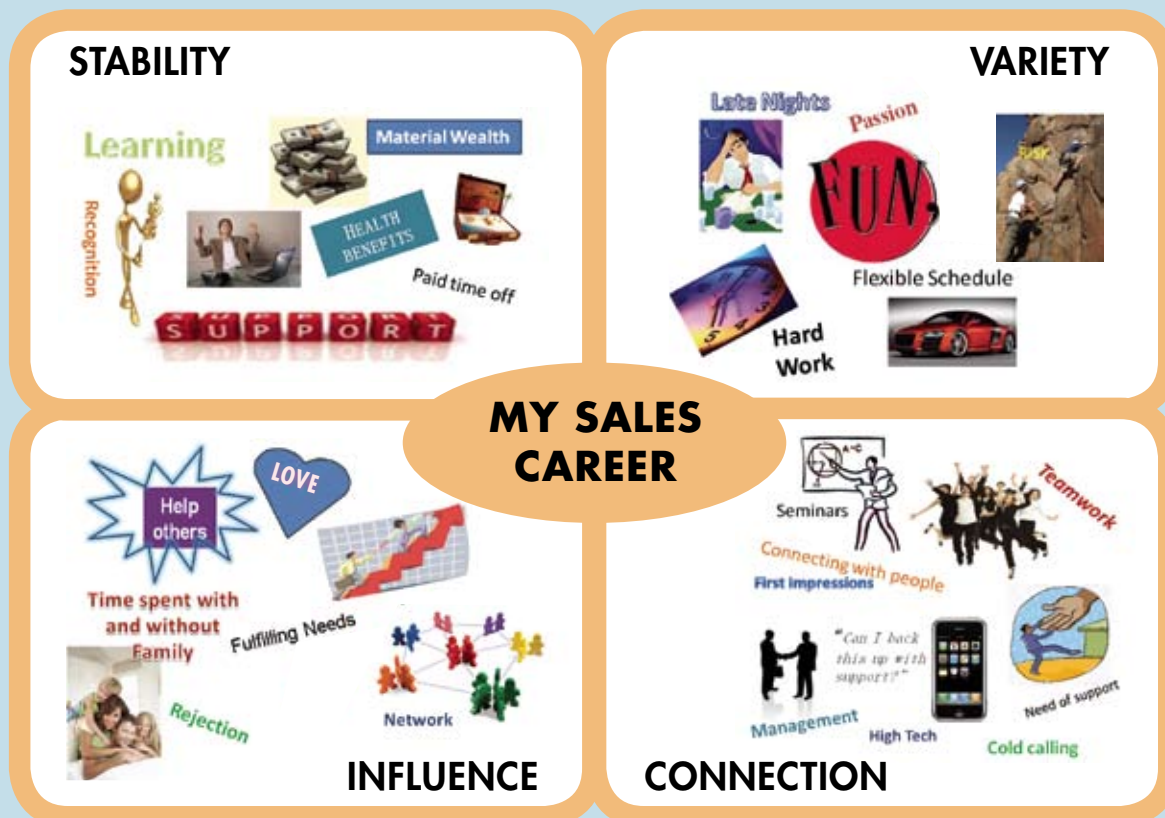 STABILITY
Learning
Material Wealth
Recognition
HEALTH
BENEFITS
Paid time off
SUPPORT
VARIETY
Late Nights
Passion
FUN,
Risk
Flexible Schedule
Hard
Work
MY SALES
CAREER
Help
others
LOVE
Time spent with
and without
Family
Fulfilling Needs
Rejection
Network
INFLUENCE
Seminars
Teamwork
Connecting with people
First Impressions
"Can I back
this up with
support?"
Management
High Tech
Need of support
Cold calling
CONNECTION